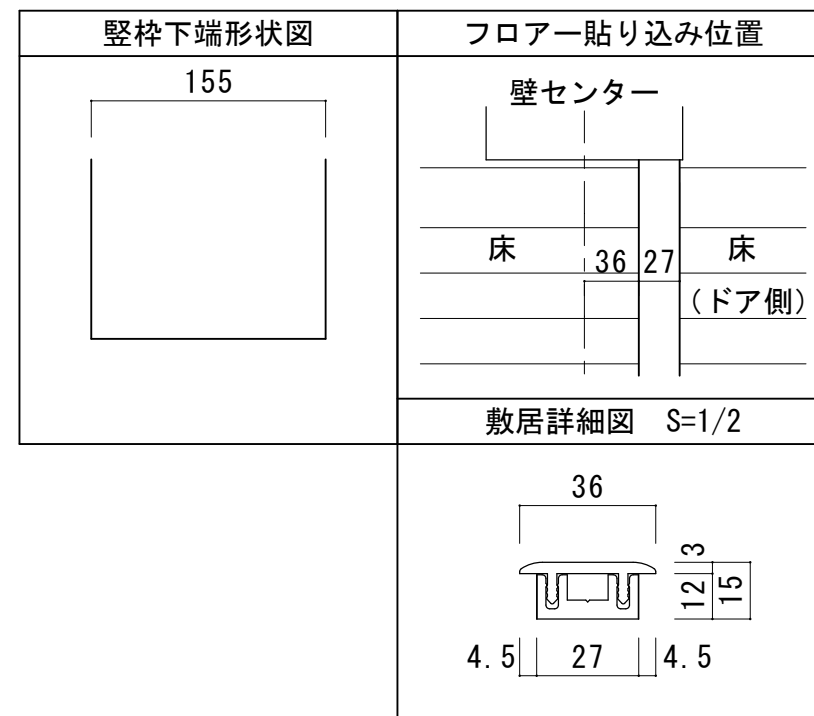 竪枠下端形状図
155
フロアー貼り込み位置
壁センター
床 36 27 床
(ドア側)
敷居詳細図 S=1/2
36
3
12
15
4.5 27 4.5